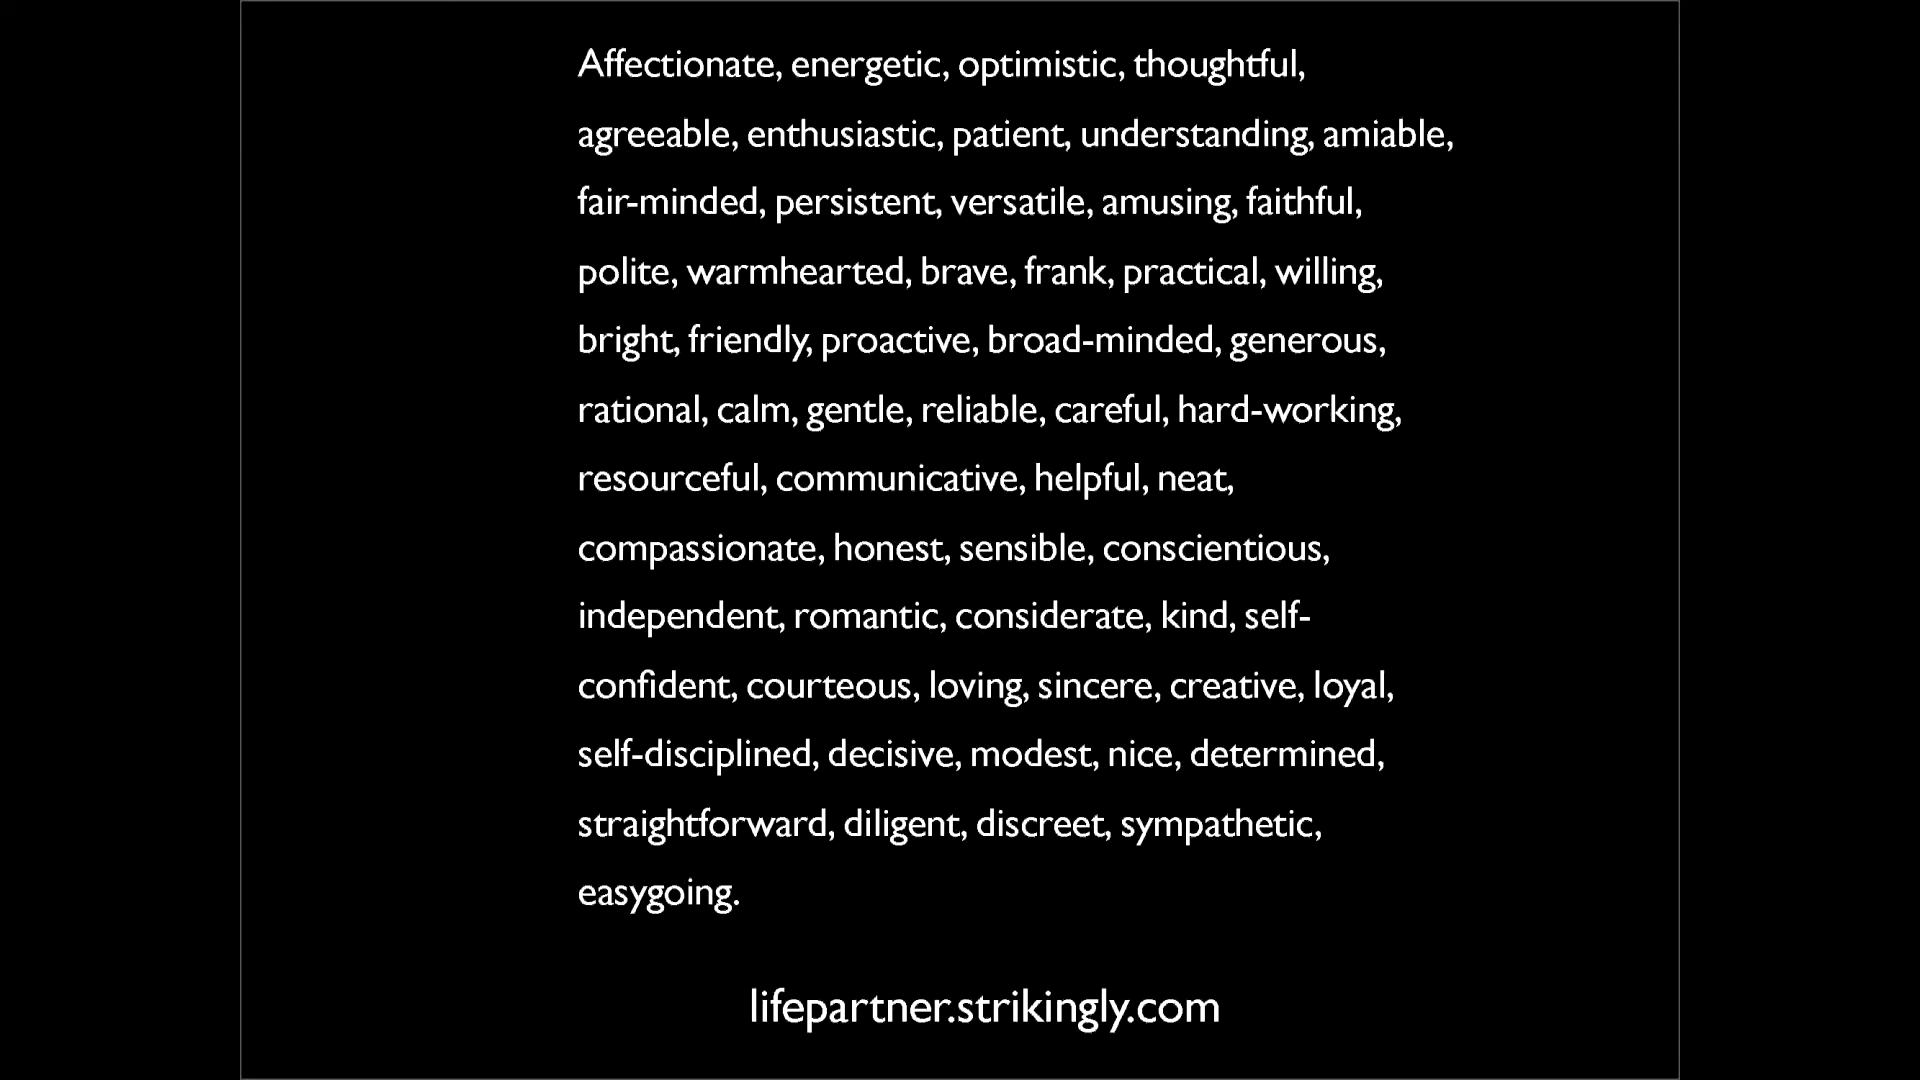 Affectionate, energetic, optimistic, thoughtful,
agreeable, enthusiastic, patient, understanding, amiable,
fair-minded, persistent, versatile, amusing, faithful,
polite, warmhearted, brave, frank, practical, willing,
bright, friendly, proactive, broad-minded, generous,
rational, calm, gentle, reliable, careful, hard-working,
resourceful, communicative, helpful, neat,
compassionate, honest, sensible, conscientious,
independent, romantic, considerate, kind, self-
confident, courteous, loving, sincere, creative, loyal,
self-disciplined, decisive, modest, nice, determined,
straightforward, diligent, discreet, sympathetic,
easygoing.
lifepartner.strikingly.com